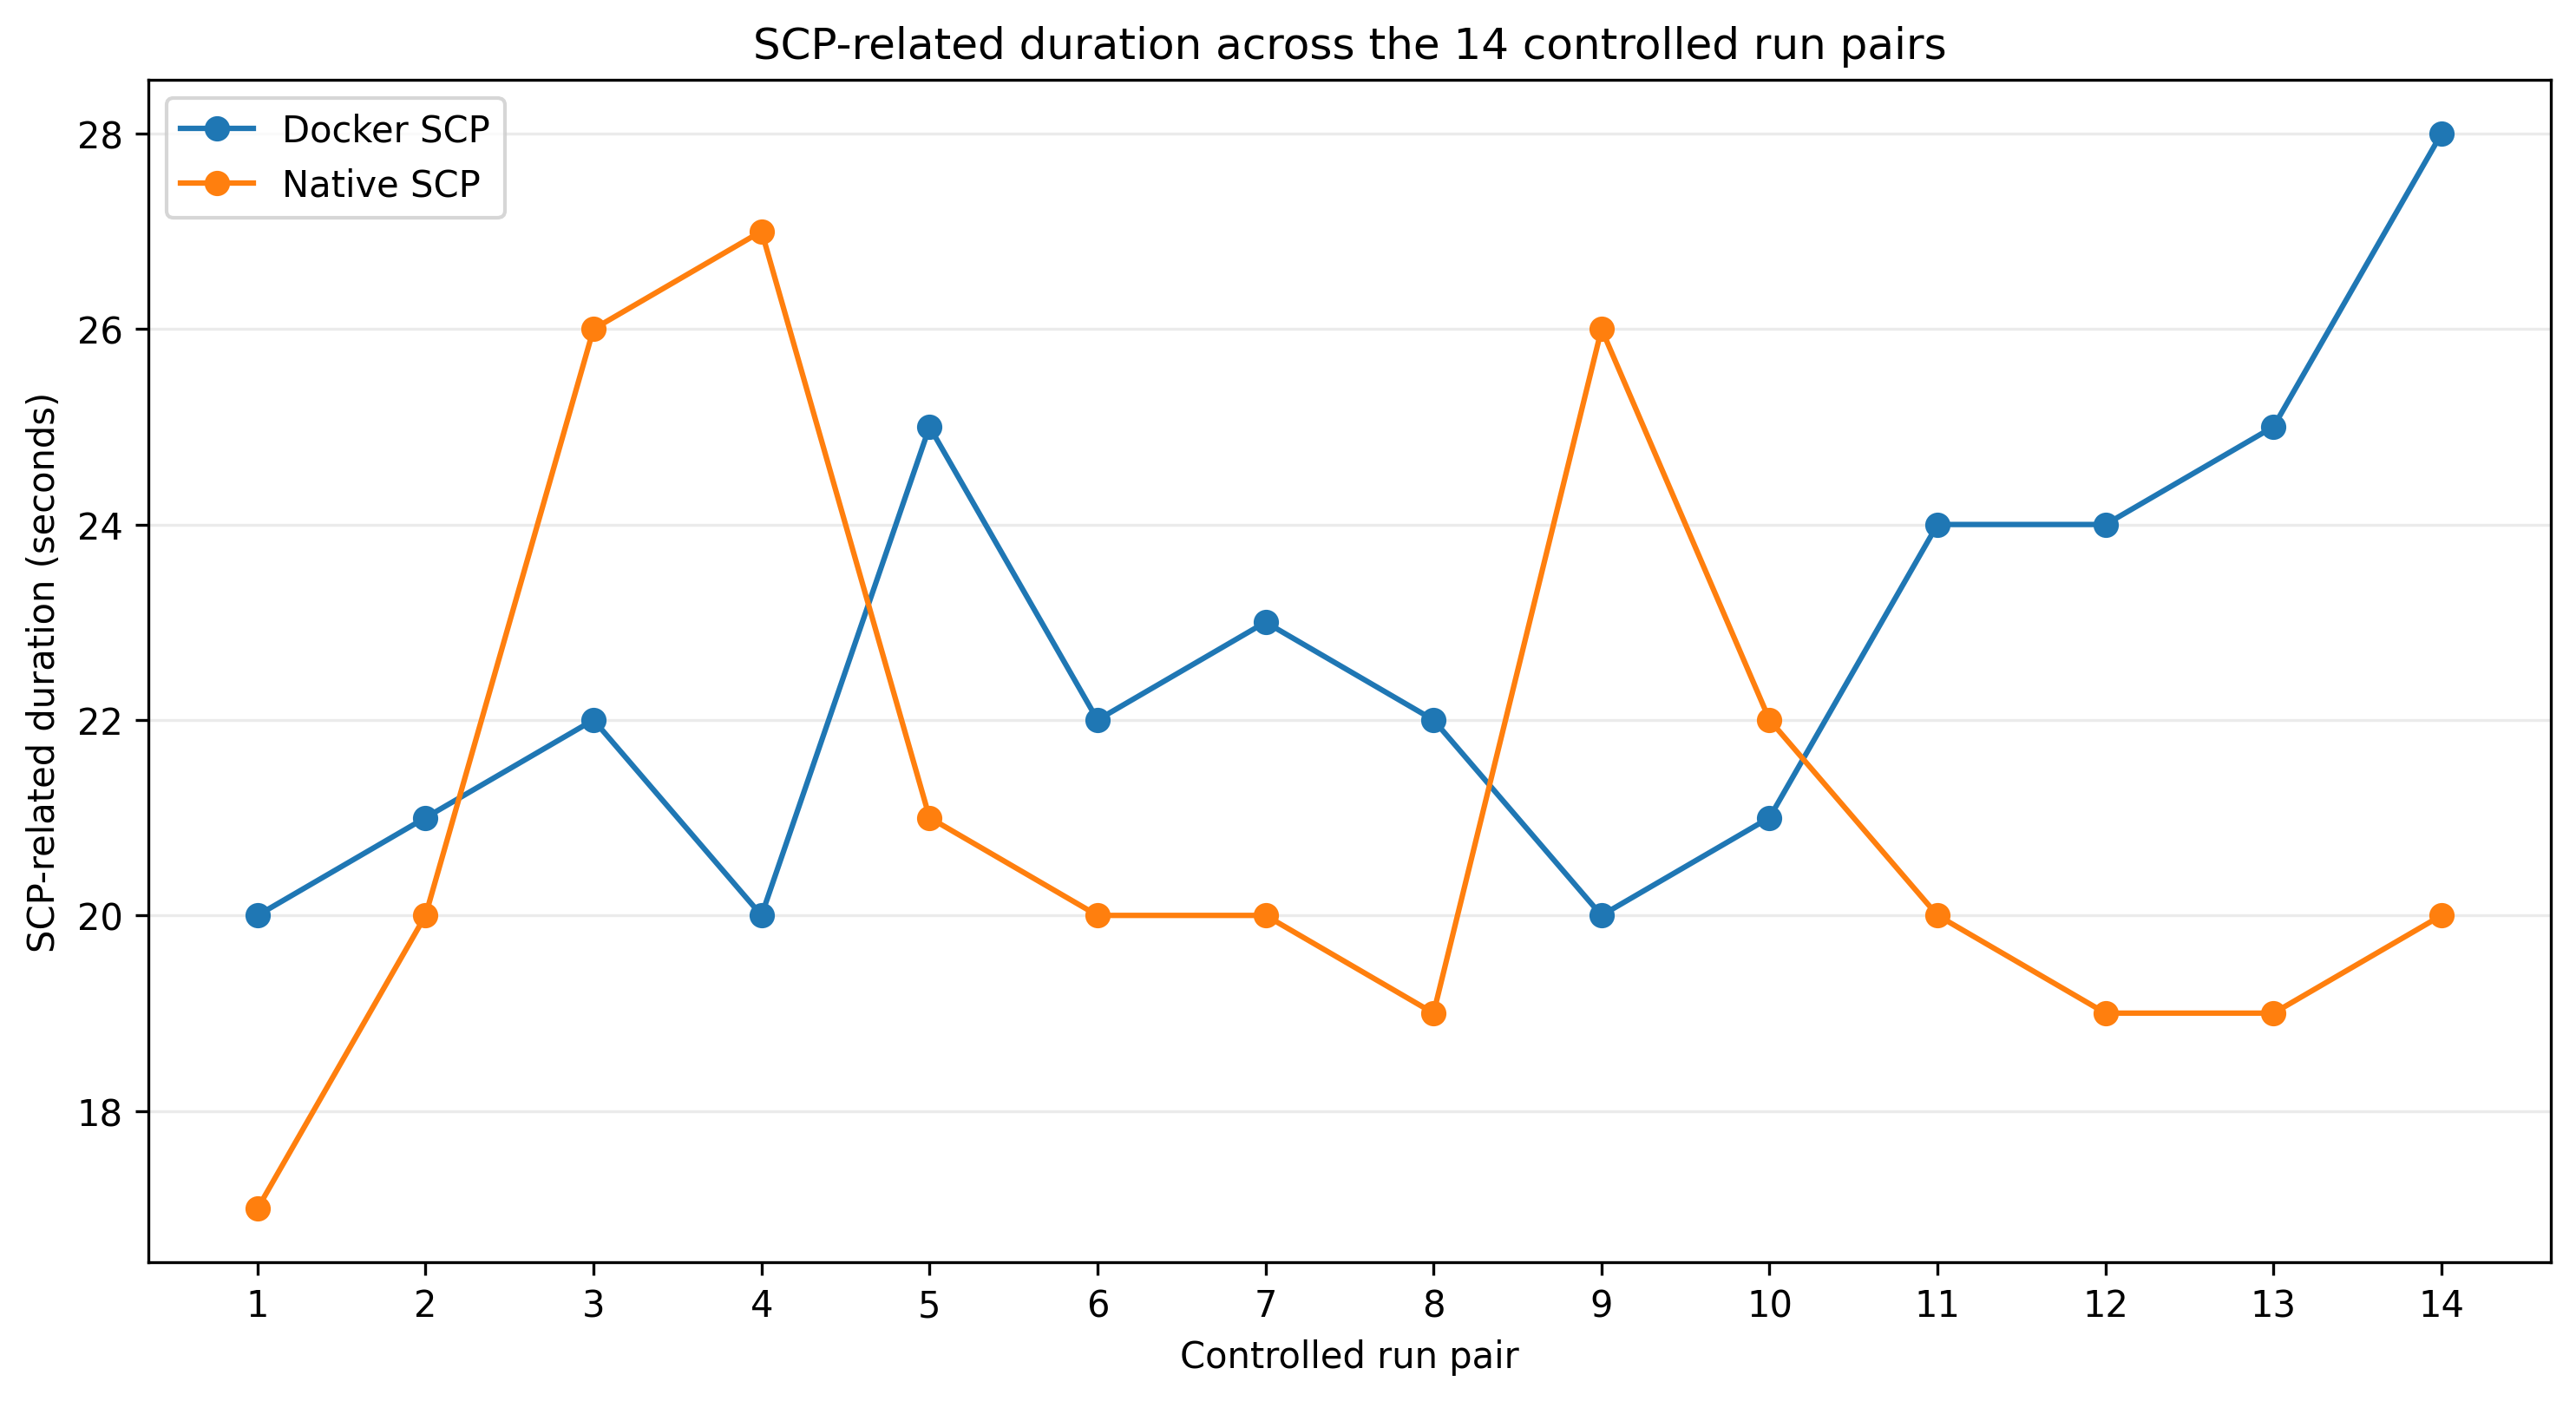 SCP-related duration across the 14 controlled run pairs
Docker SCP
Native SCP
SCP-related duration (seconds)
28
26
24
22
20
18
1 2 3 4 5 6 7 8 9 10 11 12 13 14
Controlled run pair